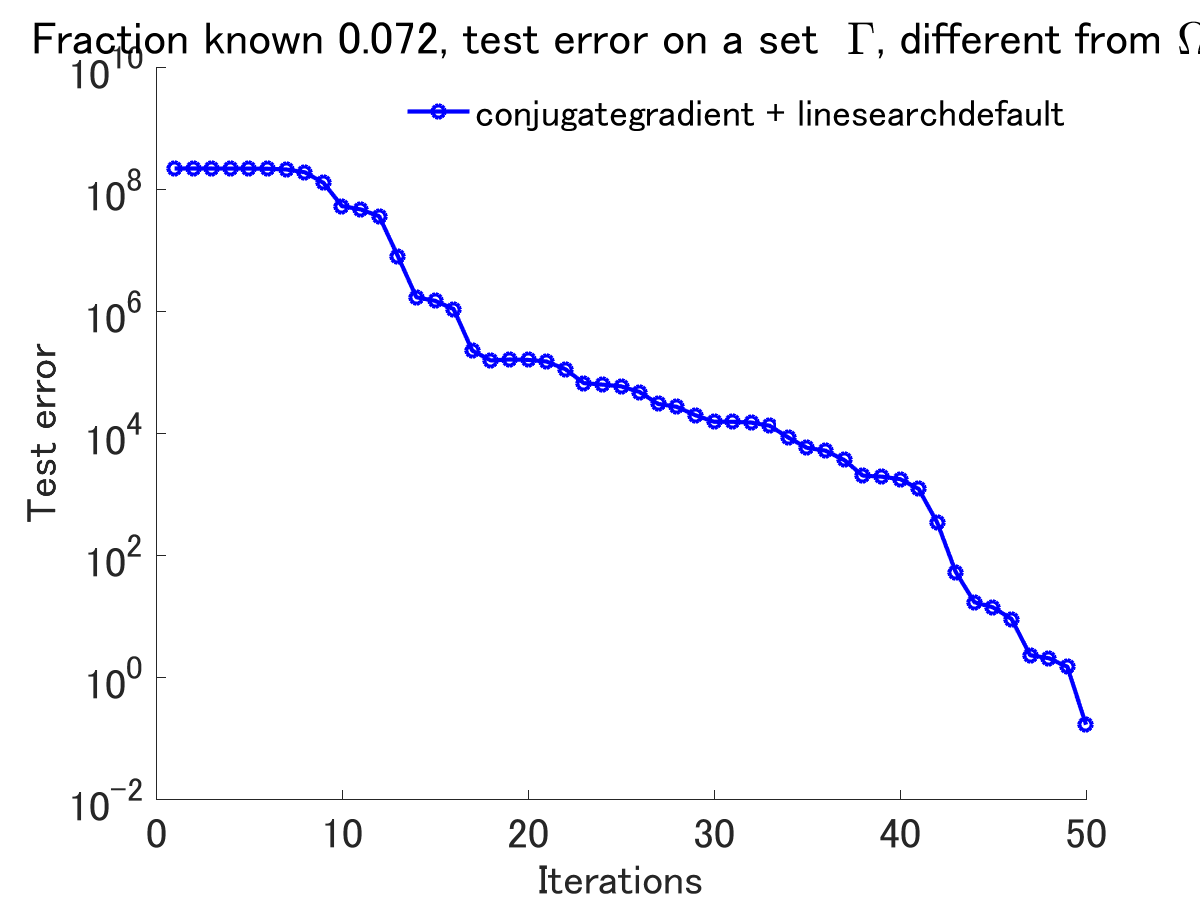 Fraction known 0.072, test error on a set Γ, different from Ω
conjugategradient + linesearchdefault
Test error
10^10
10^8
10^6
10^4
10^2
10^0
10^−2
0 10 20 30 40 50
Iterations